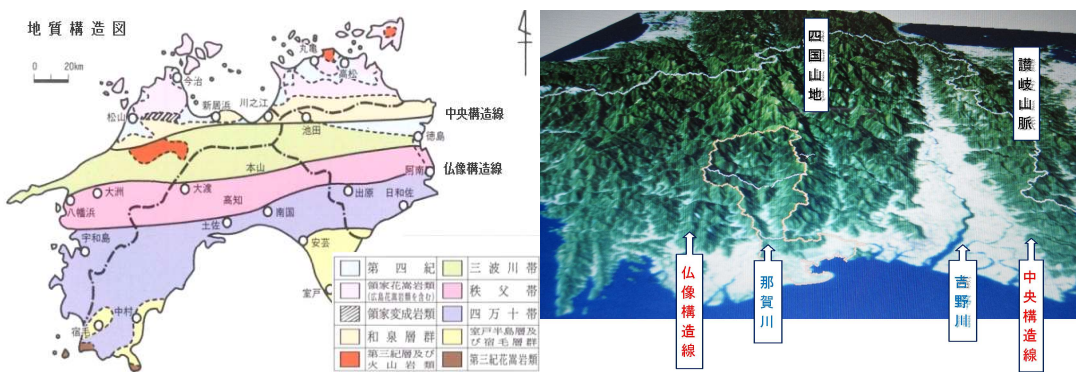 地質構造図
0 20km
丸亀
高松
今治
新居浜
川之江
松山
池田
徳島
中央構造線
本山
阿南
仏像構造線
大洲
大渡
高知
出原
日和佐
八幡浜
南国
土佐
宇和島
安芸
室戸
中村
宿毛
第四紀
三波川帯
領家花崗岩類
(広島花崗岩類を含む)
秩父帯
領家変成岩類
四万十帯
和泉層群
室戸半島層及
び宿毛層群
第三紀層及び
火山岩類
第三紀花崗岩類
四国山地
讃岐山脈
仏像構造線
那賀川
吉野川
中央構造線